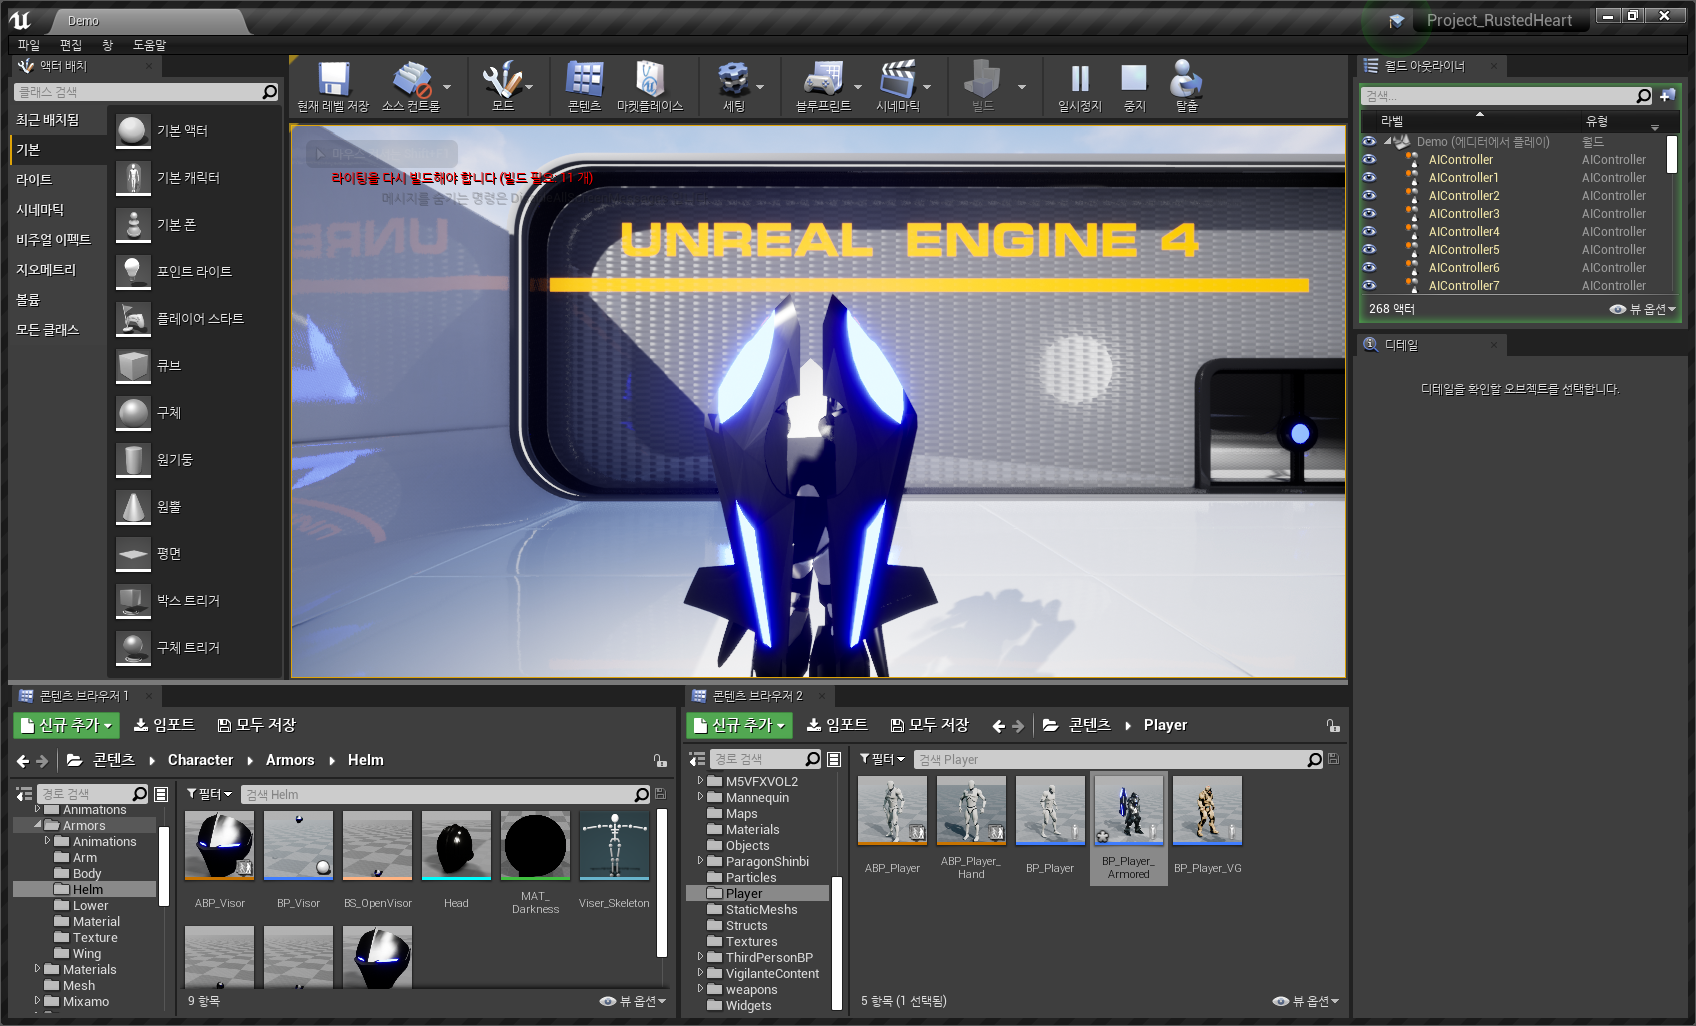 Demo
Project_RustedHeart
파일 편집 창 도움말
액터 배치
클래스 검색
최근 배치됨
기본
라이트
시네마틱
비주얼 이펙트
지오메트리
볼륨
모든 클래스
기본 액터
기본 캐릭터
기본 폰
포인트 라이트
플레이어 스타트
큐브
구체
원기둥
원뿔
평면
박스 트리거
구체 트리거
현재 레벨 저장
소스 컨트롤
모드
콘텐츠
마켓플레이스
세팅
블루프린트
시네마틱
빌드
일시정지
중지
탈출
마우스
라이팅을 다시 빌드해야 합니다 (빌드 필요: 11 개)
메시지를 숨기는 명령은
UNREAL ENGINE 4
월드 아웃라이너
검색...
라벨 유형
Demo (에디터에서 플레이) 월드
AIController AIController
AIController1 AIController
AIController2 AIController
AIController3 AIController
AIController4 AIController
AIController5 AIController
AIController6 AIController
AIController7 AIController
268 액터
뷰 옵션
디테일
디테일을 확인할 오브젝트를 선택합니다.
콘텐츠 브라우저 1
신규 추가 임포트 모두 저장
콘텐츠 Character Armors Helm
경로 검색
필터
검색 Helm
Animations
Armors
Animations
Arm
Body
Helm
Lower
Material
Texture
Wing
Materials
Mesh
Mixamo
ABP_Visor
BP_Visor
BS_OpenVisor
Head
MAT_
Darkness
Viser_Skeleton
9 항목
뷰 옵션
콘텐츠 브라우저 2
신규 추가 임포트 모두 저장
콘텐츠 Player
경로 검색
필터
검색 Player
M5VFXVOL2
Mannequin
Maps
Materials
Objects
ParagonShinbi
Particles
Player
StaticMeshs
Structs
Textures
ThirdPersonBP
VigilanteContent
weapons
Widgets
ABP_Player
ABP_Player_
Hand
BP_Player
BP_Player_
Armored
BP_Player_VG
5 항목 (1 선택됨)
뷰 옵션